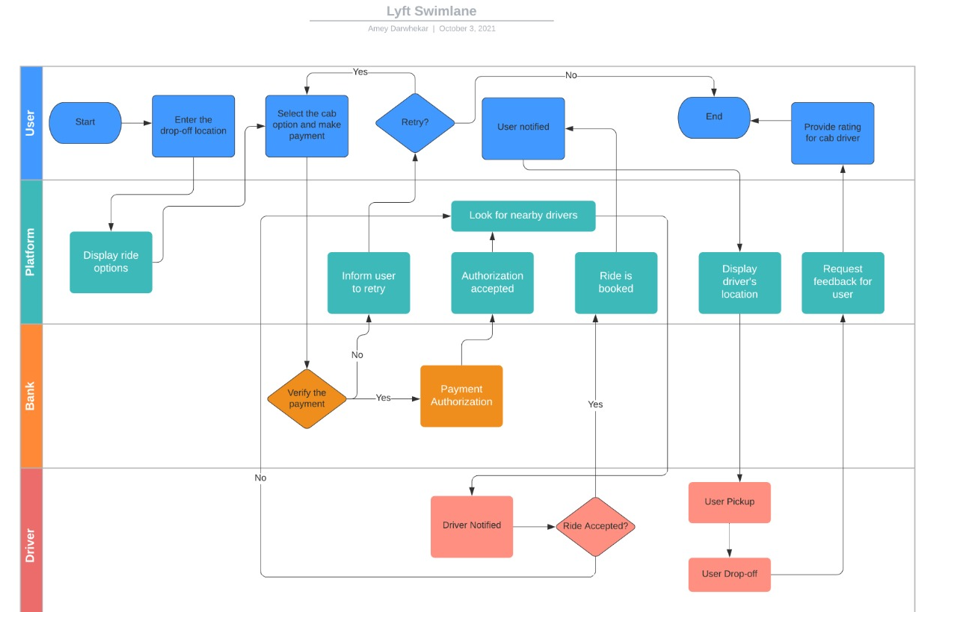 Lyft Swimlane
Amey Darwhekar | October 3, 2021
Yes
No
User
Start
Enter the
drop-off location
Select the cab
option and make
payment
Retry?
User notified
End
Provide rating
for cab driver
Platform
Look for nearby drivers
Display ride
options
Inform user
to retry
Authorization
accepted
Ride is
booked
Display
driver's
location
Request
feedback for
user
Bank
No
Verify the
payment
Yes
Payment
Authorization
Yes
Driver
No
Driver Notified
Ride Accepted?
User Pickup
User Drop-off